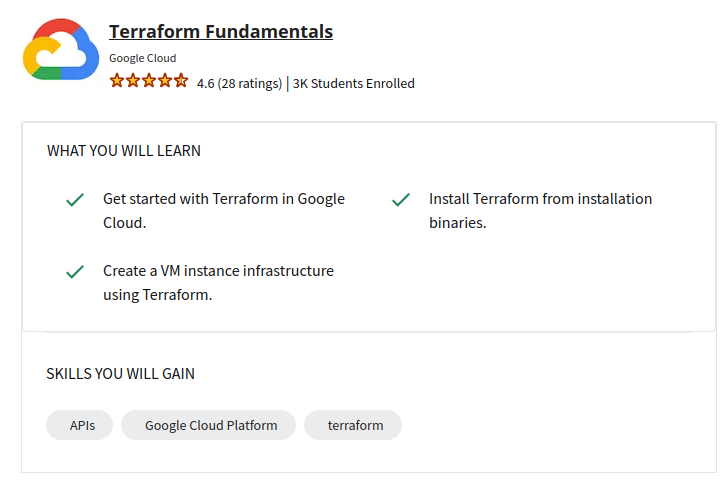 Terraform Fundamentals
Google Cloud
4.6 (28 ratings) | 3K Students Enrolled
WHAT YOU WILL LEARN
Get started with Terraform in Google
Cloud.
Install Terraform from installation
binaries.
Create a VM instance infrastructure
using Terraform.
SKILLS YOU WILL GAIN
APIs
Google Cloud Platform
terraform